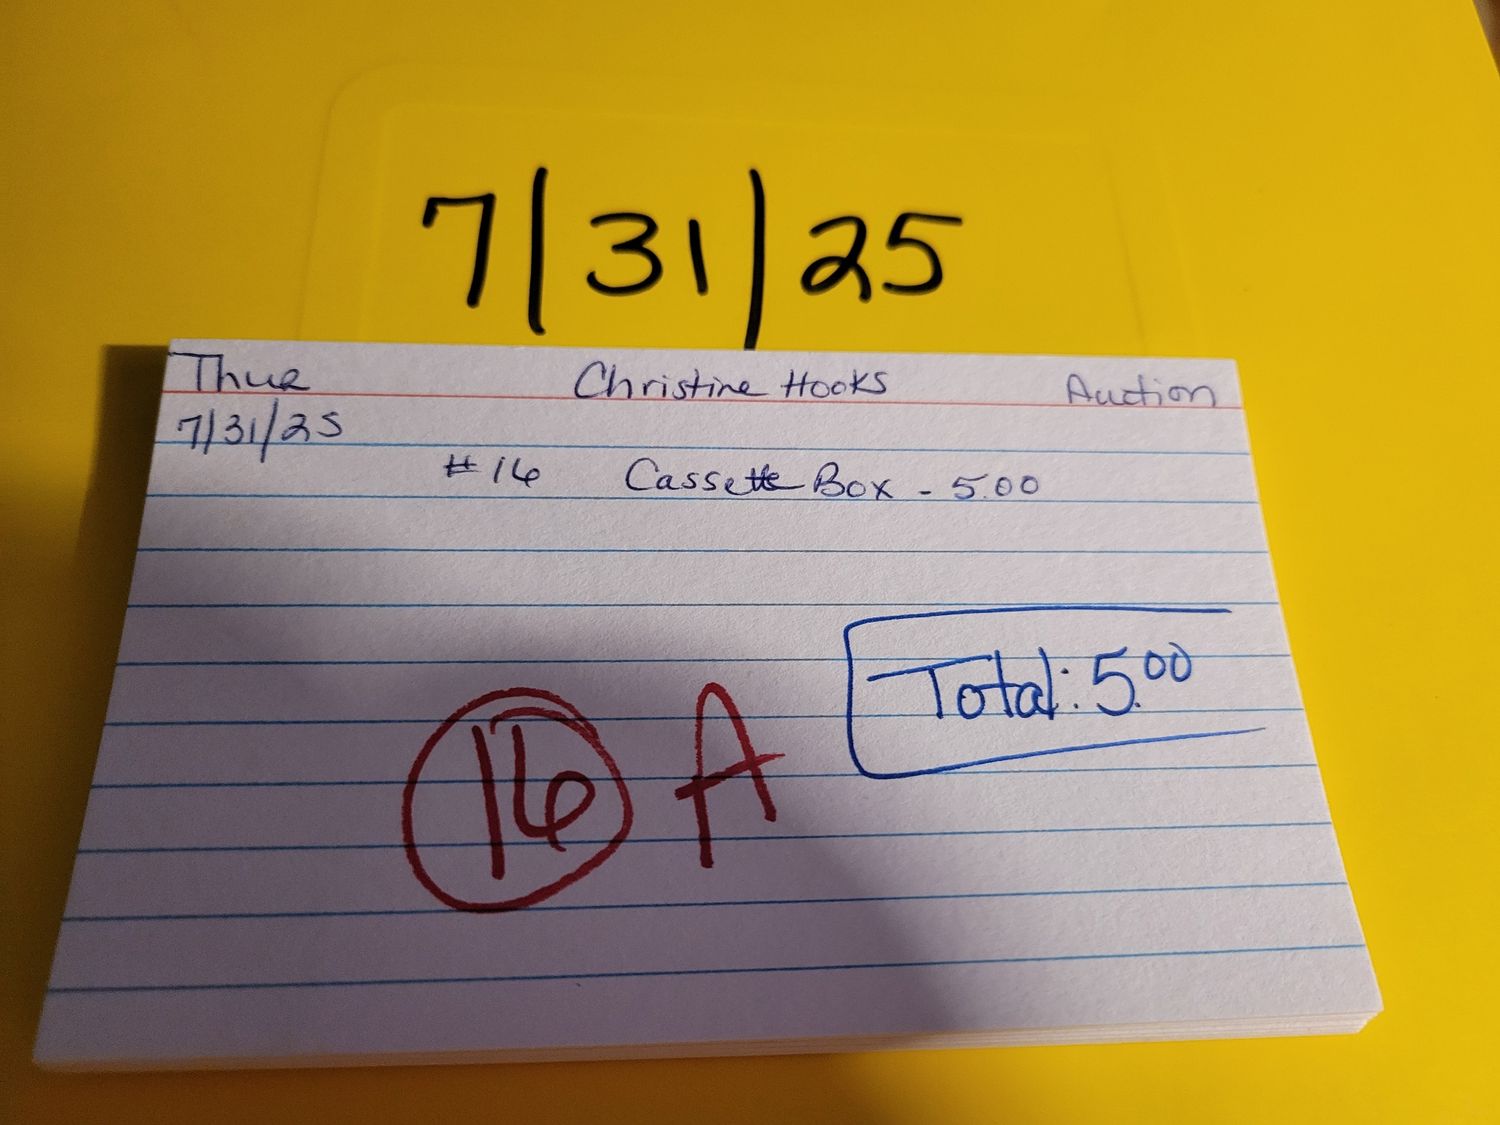 7/31/25
Thur Christine Hooks Auction
7/31/25
#16 Cassette Box - 5.00
Total: 5.00
16 A